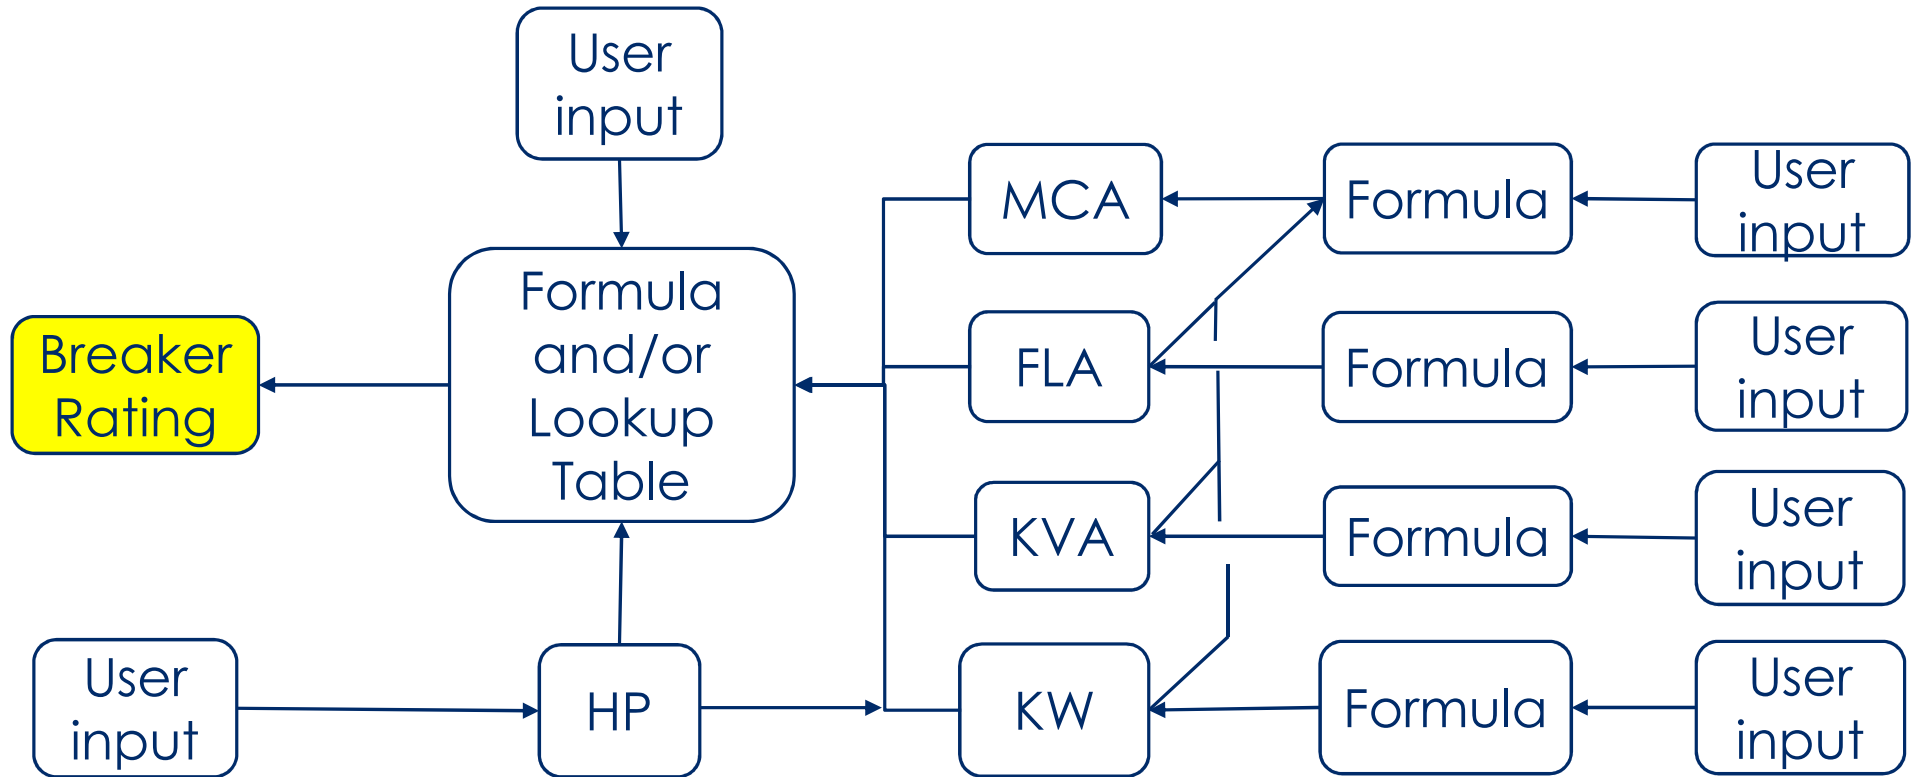 User
input
MCA
Formula
User
input
Formula
and/or
Lookup
Table
Breaker
Rating
FLA
Formula
User
input
KVA
Formula
User
input
User
input
HP
KW
Formula
User
input